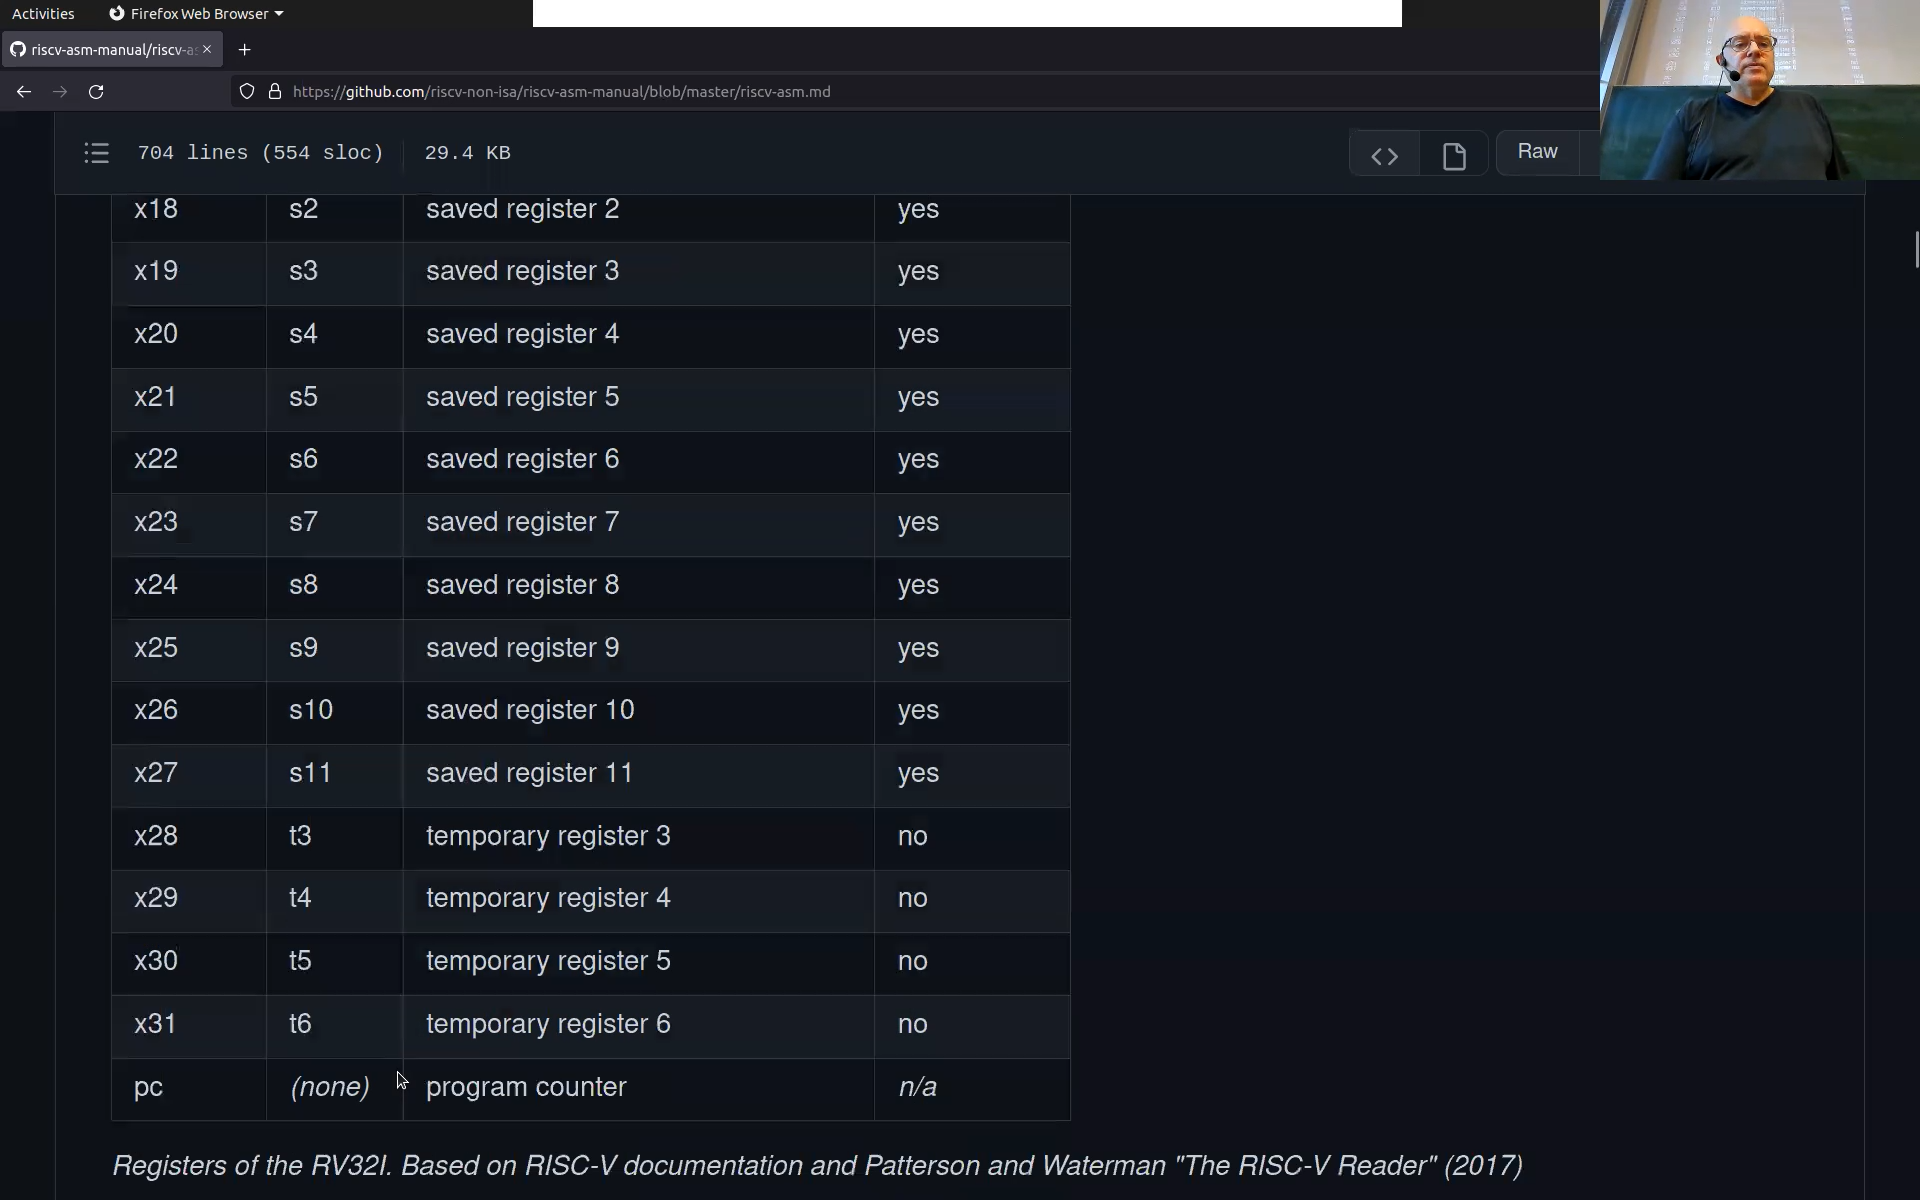 Activities Firefox Web Browser
riscv-asm-manual/riscv-as
https://github.com/riscv-non-isa/riscv-asm-manual/blob/master/riscv-asm.md
704 lines (554 sloc) 29.4 KB Raw
x18 s2 saved register 2 yes
x19 s3 saved register 3 yes
x20 s4 saved register 4 yes
x21 s5 saved register 5 yes
x22 s6 saved register 6 yes
x23 s7 saved register 7 yes
x24 s8 saved register 8 yes
x25 s9 saved register 9 yes
x26 s10 saved register 10 yes
x27 s11 saved register 11 yes
x28 t3 temporary register 3 no
x29 t4 temporary register 4 no
x30 t5 temporary register 5 no
x31 t6 temporary register 6 no
pc (none) program counter n/a
Registers of the RV32I. Based on RISC-V documentation and Patterson and Waterman "The RISC-V Reader" (2017)